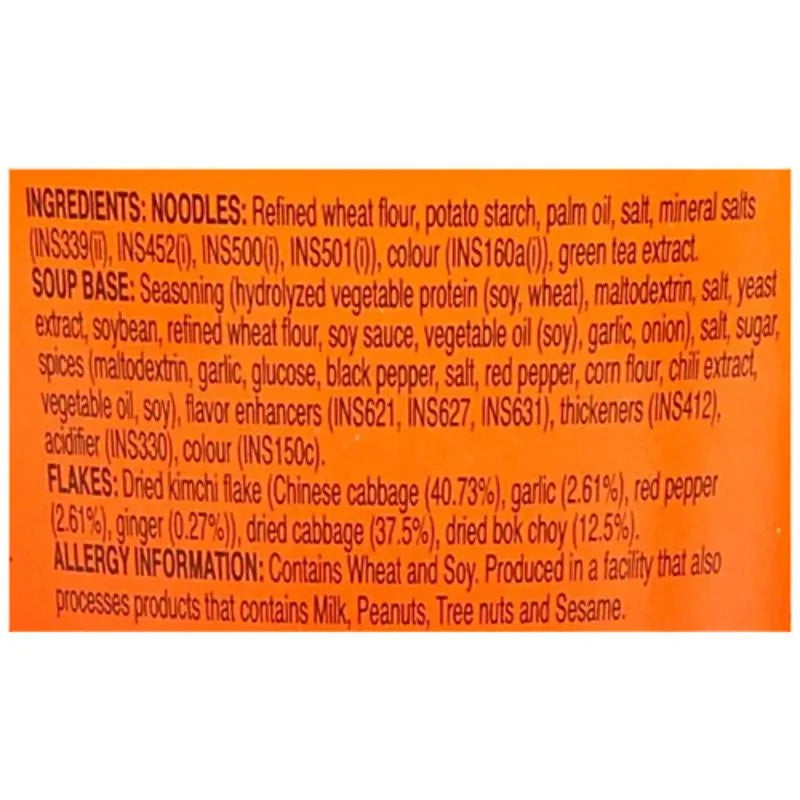 INGREDIENTS: NOODLES: Refined wheat flour, potato starch, palm oil, salt, mineral salts
(INS339(ii), INS452(i), INS500(i), INS501(i)), colour (INS160a(i)), green tea extract.
SOUP BASE: Seasoning (hydrolyzed vegetable protein (soy, wheat), maltodextrin, salt, yeast
extract, soybean, refined wheat flour, soy sauce, vegetable oil (soy), garlic, onion), salt, sugar,
spices (maltodextrin, garlic, glucose, black pepper, salt, red pepper, corn flour, chili extract,
vegetable oil, soy), flavor enhancers (INS621, INS627, INS631), thickeners (INS412),
acidifier (INS330), colour (INS150c).
FLAKES: Dried kimchi flake (Chinese cabbage (40.73%), garlic (2.61%), red pepper
(2.61%), ginger (0.27%)), dried cabbage (37.5%), dried bok choy (12.5%).
ALLERGY INFORMATION: Contains Wheat and Soy. Produced in a facility that also
processes products that contains Milk, Peanuts, Tree nuts and Sesame.